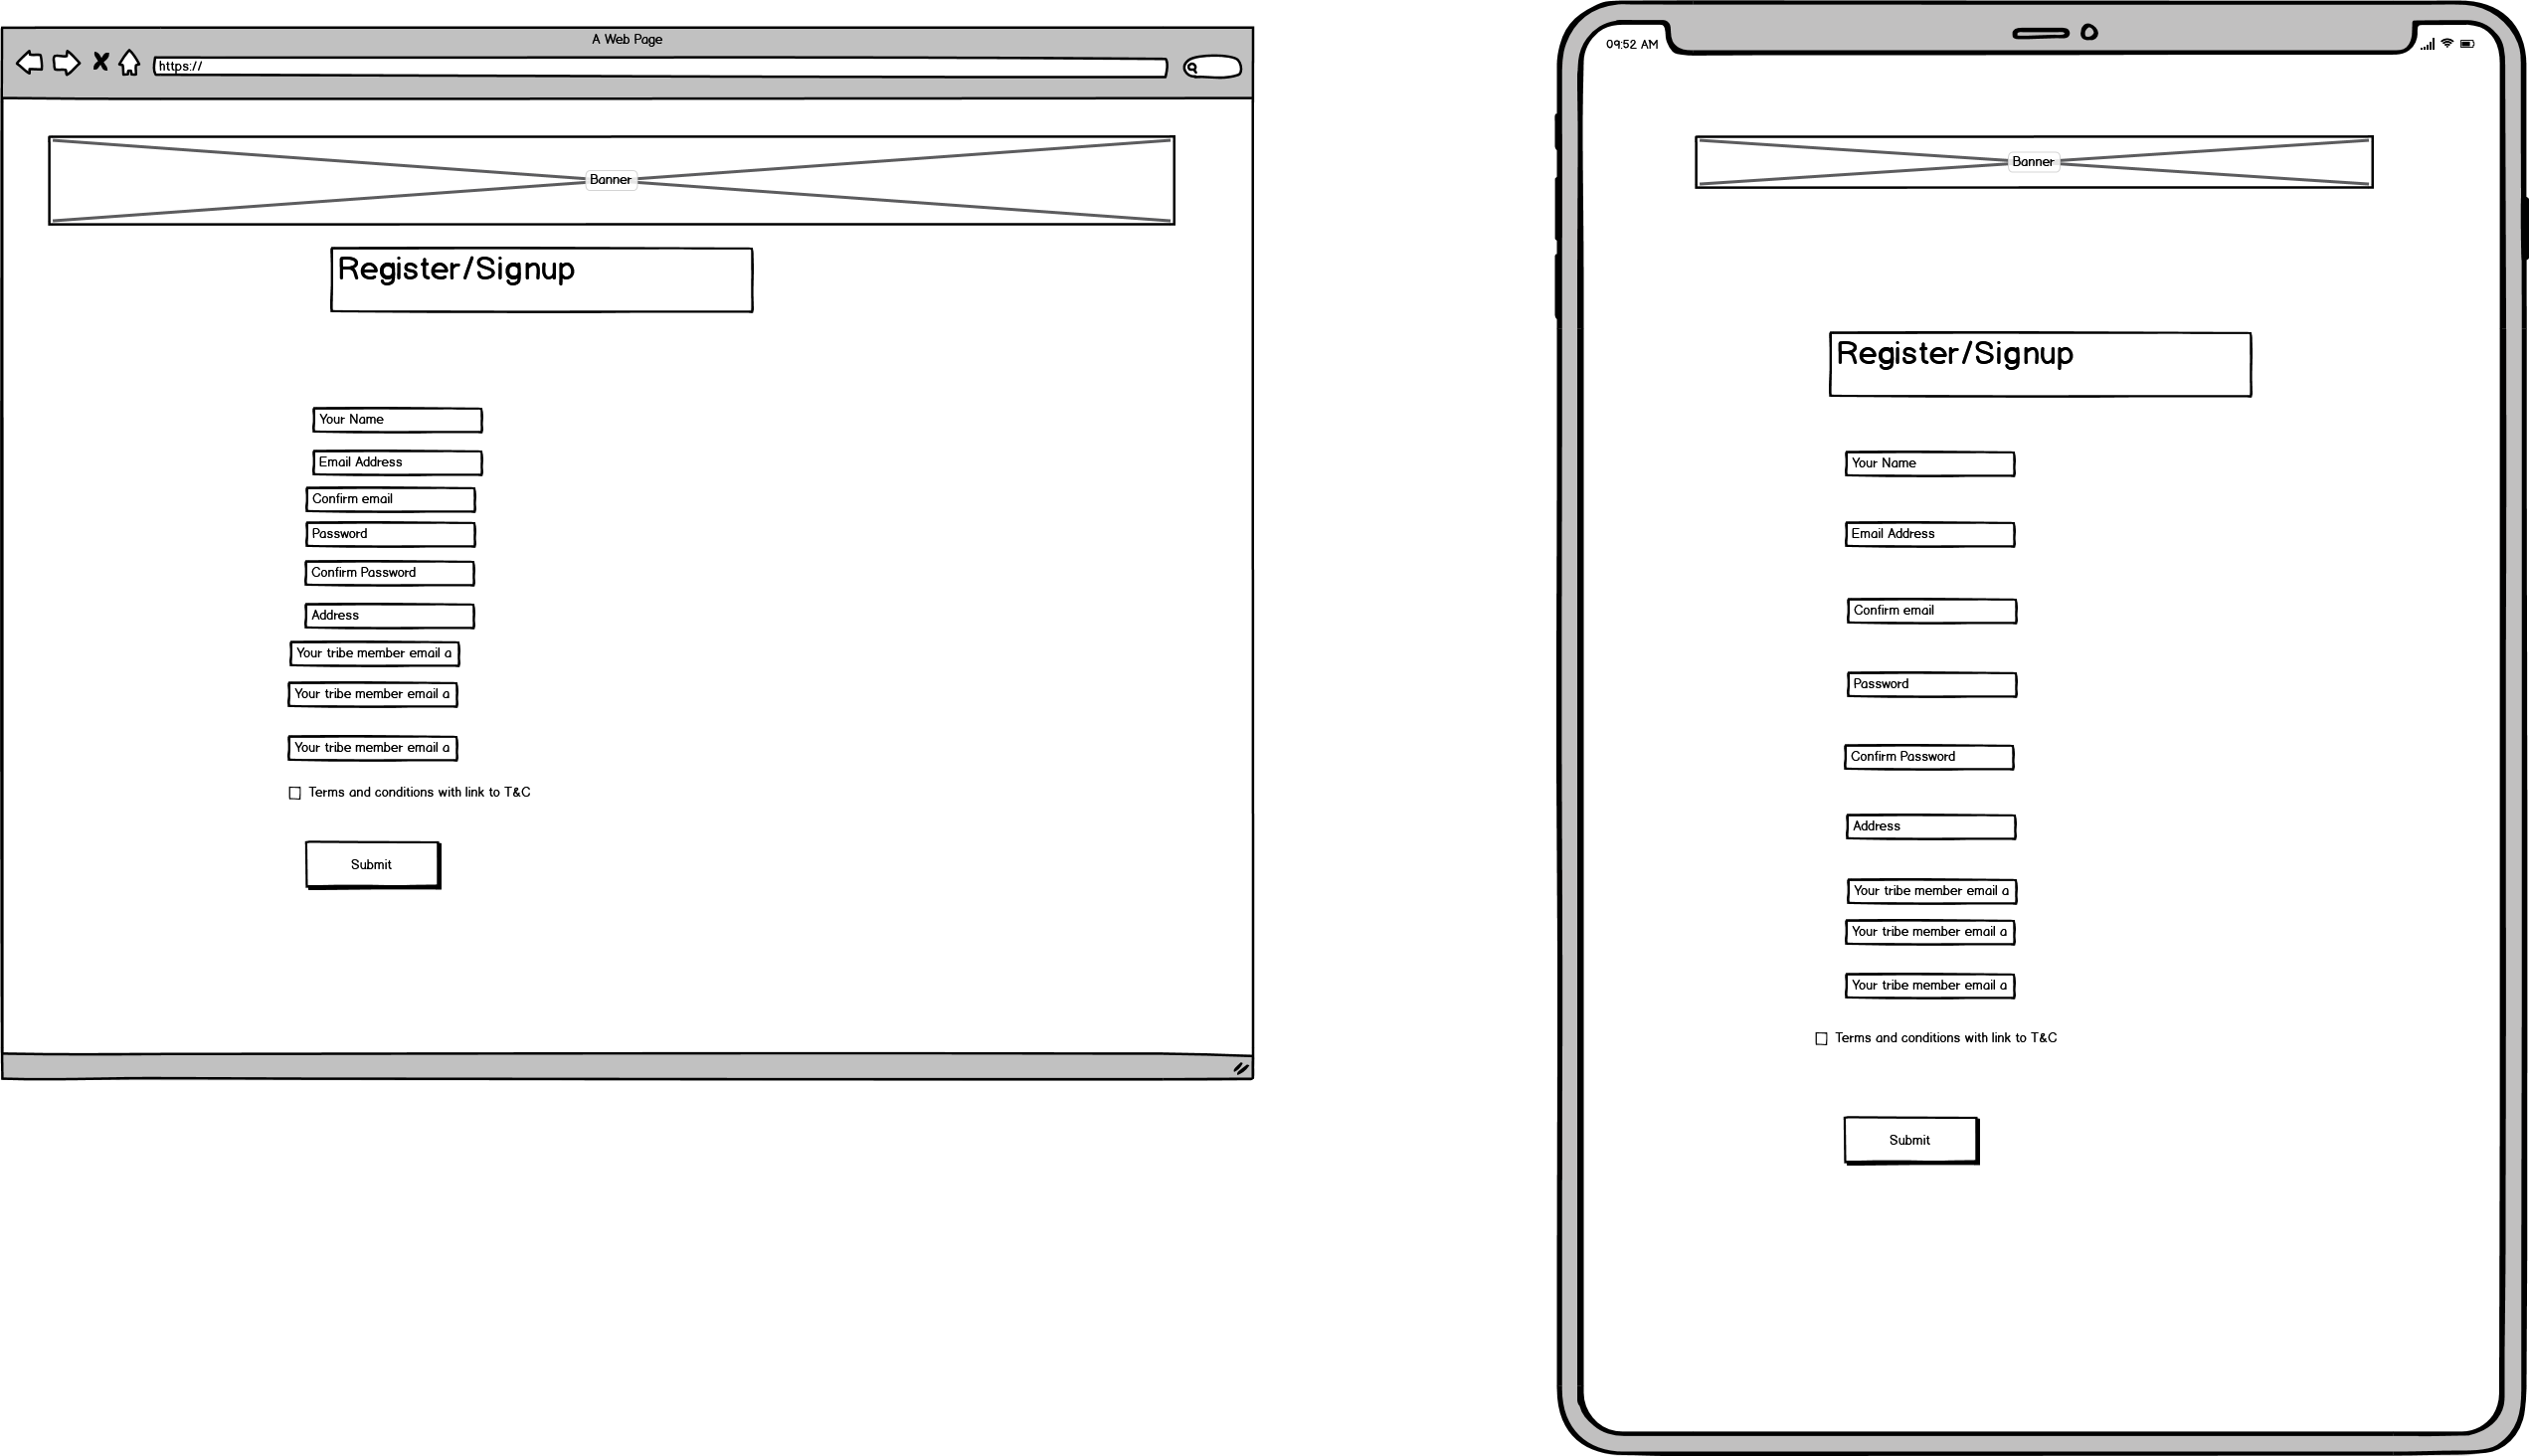 A Web Page
https://
Banner
Register/Signup
Your Name
Email Address
Confirm email
Password
Confirm Password
Address
Your tribe member email a
Your tribe member email a
Your tribe member email a
Terms and conditions with link to T&C
Submit
09:52 AM
Banner
Register/Signup
Your Name
Email Address
Confirm email
Password
Confirm Password
Address
Your tribe member email a
Your tribe member email a
Your tribe member email a
Terms and conditions with link to T&C
Submit